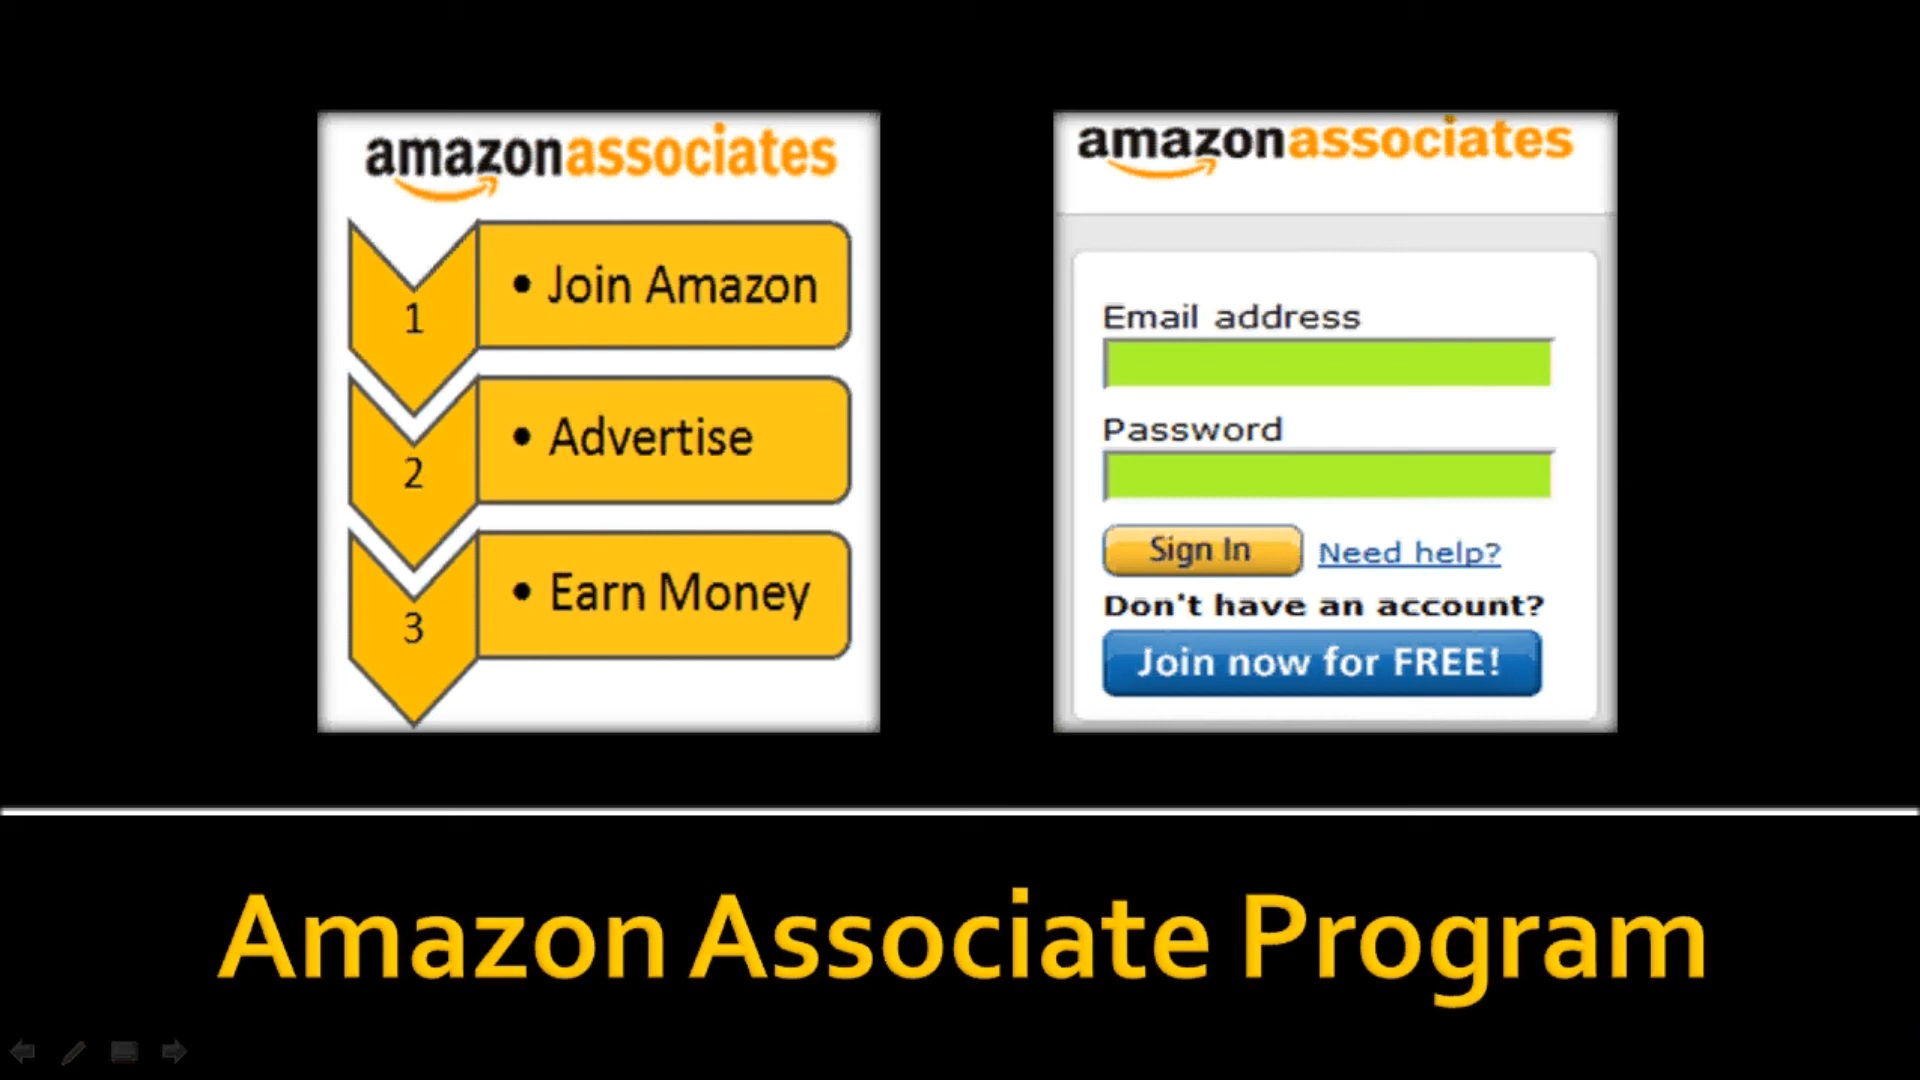 amazonassociates
1
• Join Amazon
2
• Advertise
3
• Earn Money
amazonassociates
Email address
Password
Sign In Need help?
Don't have an account?
Join now for FREE!
Amazon Associate Program